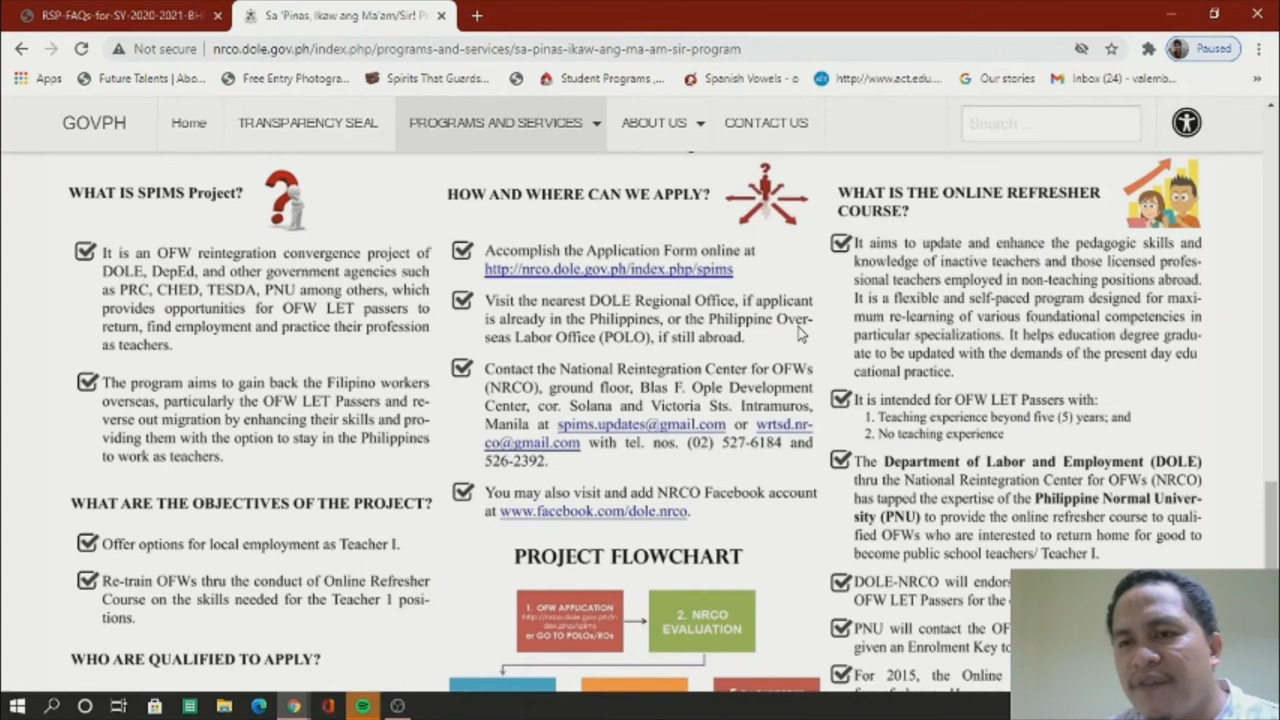 RSP-FAQs-for-SY-2020-2021-BHI
Sa 'Pinas, Ikaw ang Ma'am/Sir! P
Not secure
nrco.dole.gov.ph/index.php/programs-and-services/sa-pinas-ikaw-ang-ma-am-sir-program
Paused
Apps
Future Talents | Abo...
Free Entry Photogra...
Spirits That Guards...
Student Programs ,...
Spanish Vowels - o
http://www.act.edu....
Our stories
Inbox (24) - valemb...
GOVPH
Home
TRANSPARENCY SEAL
PROGRAMS AND SERVICES
ABOUT US
CONTACT US
Search ...
WHAT IS SPIMS Project?
It is an OFW reintegration convergence project of
DOLE, DepEd, and other government agencies such
as PRC, CHED, TESDA, PNU among others, which
provides opportunities for OFW LET passers to
return, find employment and practice their profession
as teachers.
The program aims to gain back the Filipino workers
overseas, particularly the OFW LET Passers and re-
verse out migration by enhancing their skills and pro-
viding them with the option to stay in the Philippines
to work as teachers.
WHAT ARE THE OBJECTIVES OF THE PROJECT?
Offer options for local employment as Teacher I.
Re-train OFWs thru the conduct of Online Refresher
Course on the skills needed for the Teacher 1 posi-
tions.
WHO ARE QUALIFIED TO APPLY?
HOW AND WHERE CAN WE APPLY?
Accomplish the Application Form online at
http://nrco.dole.gov.ph/index.php/spims
Visit the nearest DOLE Regional Office, if applicant
is already in the Philippines, or the Philippine Over-
seas Labor Office (POLO), if still abroad.
Contact the National Reintegration Center for OFWs
(NRCO), ground floor, Blas F. Ople Development
Center, cor. Solana and Victoria Sts. Intramuros,
Manila at spims.updates@gmail.com or wrtsd.nr-
co@gmail.com with tel. nos. (02) 527-6184 and
526-2392.
You may also visit and add NRCO Facebook account
at www.facebook.com/dole.nrco.
PROJECT FLOWCHART
1. OFW APPLICATION
http://nrco.dole.gov.ph/in
dex.php/spims
or GO TO POLOs/ROs
2. NRCO
EVALUATION
WHAT IS THE ONLINE REFRESHER
COURSE?
It aims to update and enhance the pedagogic skills and
knowledge of inactive teachers and those licensed profes-
sional teachers employed in non-teaching positions abroad.
It is a flexible and self-paced program designed for maxi-
mum re-learning of various foundational competencies in
particular specializations. It helps education degree gradu-
ate to be updated with the demands of the present day edu
cational practice.
It is intended for OFW LET Passers with:
1. Teaching experience beyond five (5) years; and
2. No teaching experience
The Department of Labor and Employment (DOLE)
thru the National Reintegration Center for OFWs (NRCO)
has tapped the expertise of the Philippine Normal Univer-
sity (PNU) to provide the online refresher course to quali-
fied OFWs who are interested to return home for good to
become public school teachers/ Teacher I.
DOLE-NRCO will endors
OFW LET Passers for the
PNU will contact the OF
given an Enrolment Key to
For 2015, the Online